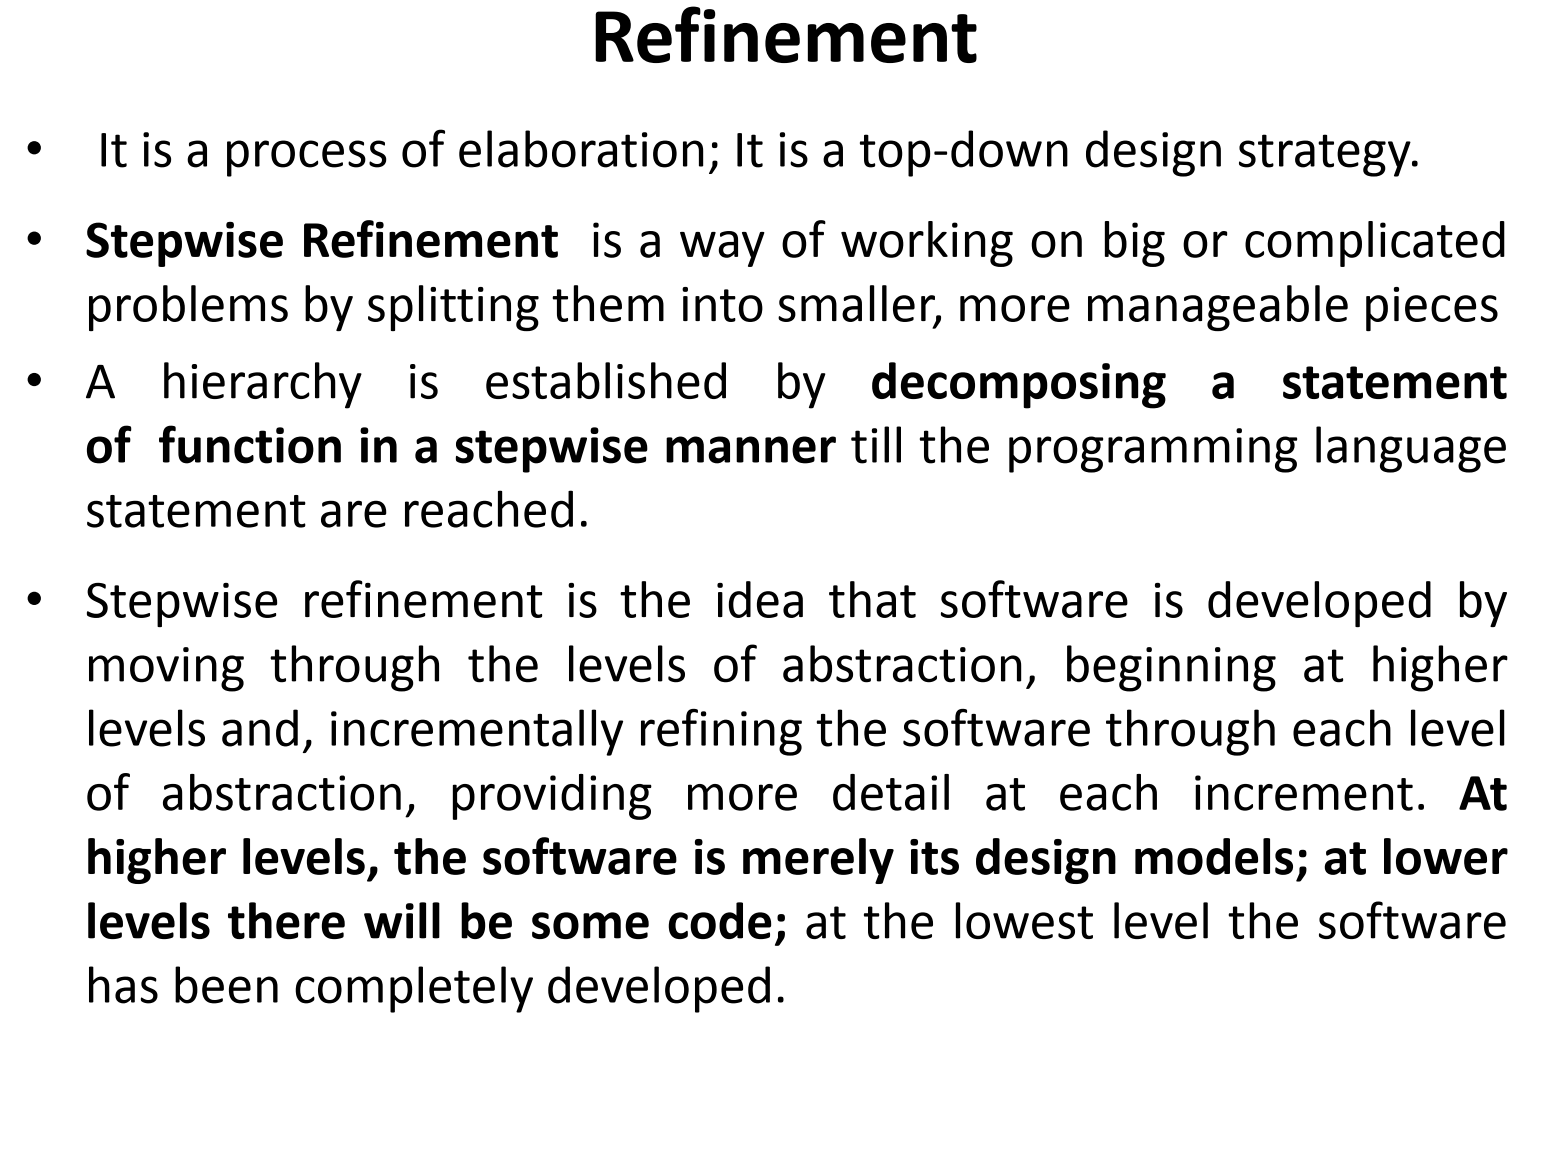 Refinement
• It is a process of elaboration; It is a top-down design strategy.
• Stepwise Refinement is a way of working on big or complicated
problems by splitting them into smaller, more manageable pieces
• A hierarchy is established by decomposing a statement
of function in a stepwise manner till the programming language
statement are reached.
• Stepwise refinement is the idea that software is developed by
moving through the levels of abstraction, beginning at higher
levels and, incrementally refining the software through each level
of abstraction, providing more detail at each increment. At
higher levels, the software is merely its design models; at lower
levels there will be some code; at the lowest level the software
has been completely developed.